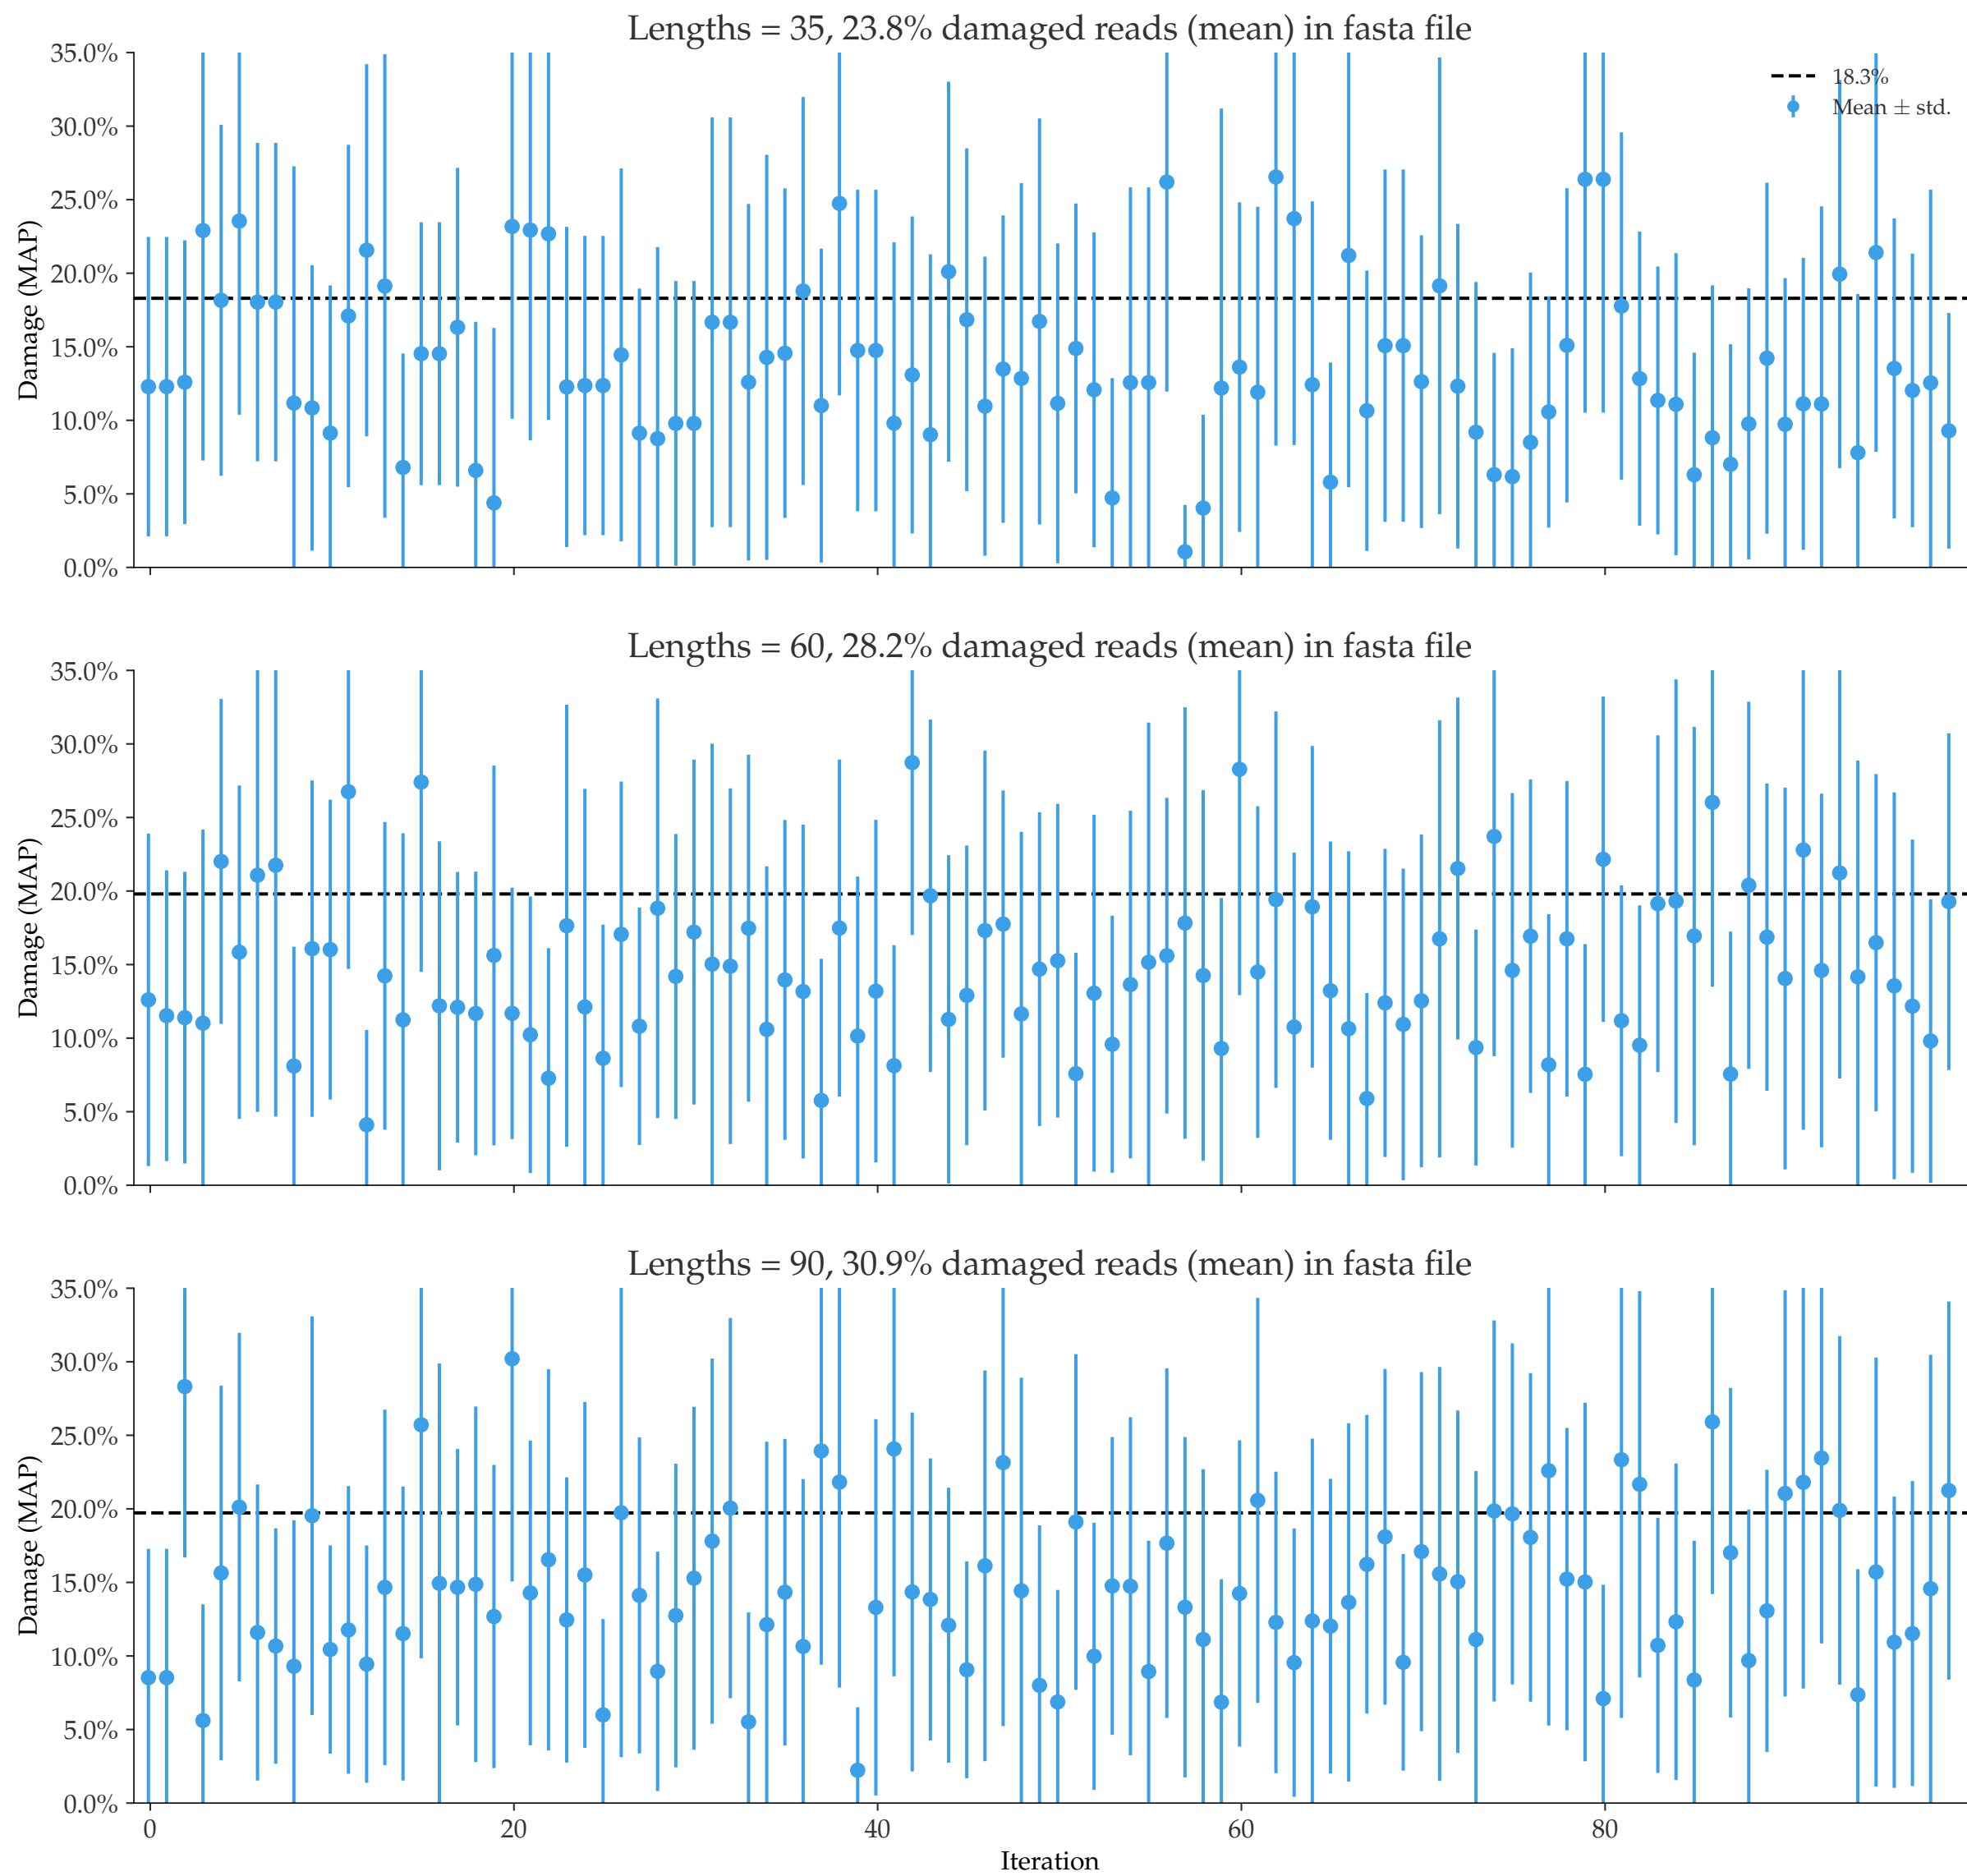 Lengths = 35, 23.8% damaged reads (mean) in fasta file
35.0%
30.0%
25.0%
20.0%
15.0%
10.0%
5.0%
0.0%
Damage (MAP)
18.3%
Mean ± std.
Lengths = 60, 28.2% damaged reads (mean) in fasta file
35.0%
30.0%
25.0%
20.0%
15.0%
10.0%
5.0%
0.0%
Damage (MAP)
Lengths = 90, 30.9% damaged reads (mean) in fasta file
35.0%
30.0%
25.0%
20.0%
15.0%
10.0%
5.0%
0.0%
Damage (MAP)
0 20 40 60 80
Iteration